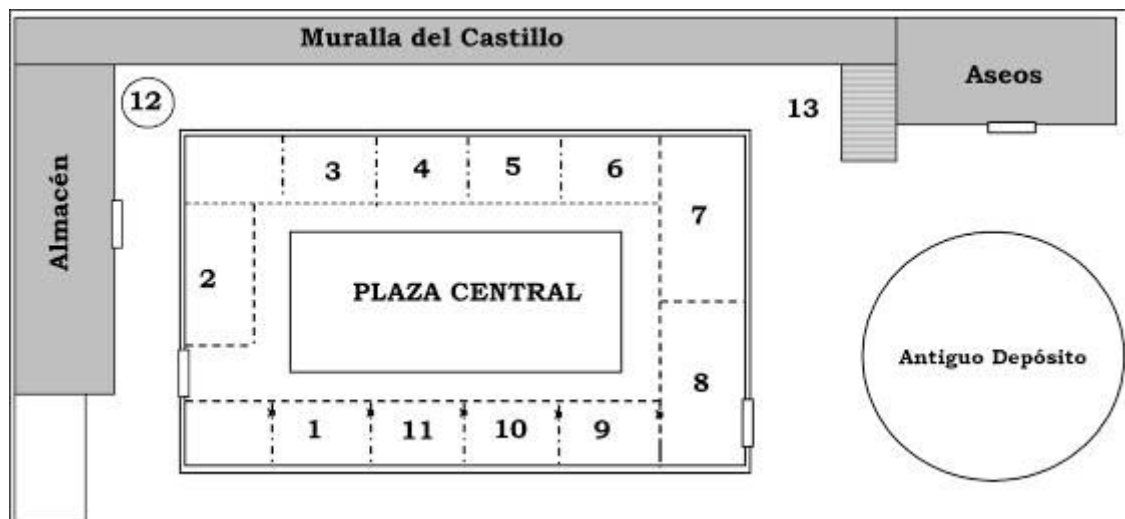 Muralla del Castillo
Aseos
12
13
Almacén
3
4
5
6
7
2
PLAZA CENTRAL
Antiguo Depósito
8
1
11
10
9